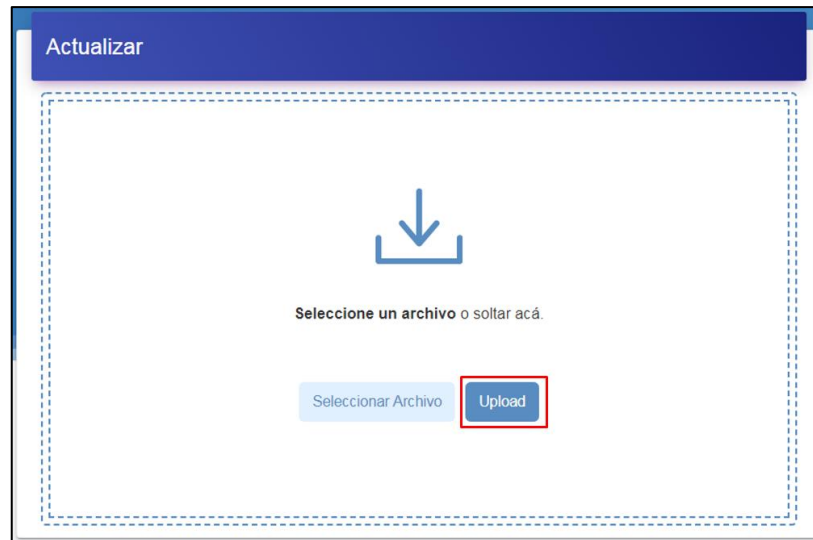 Actualizar
Seleccione un archivo o soltar acá.
Seleccionar Archivo
Upload